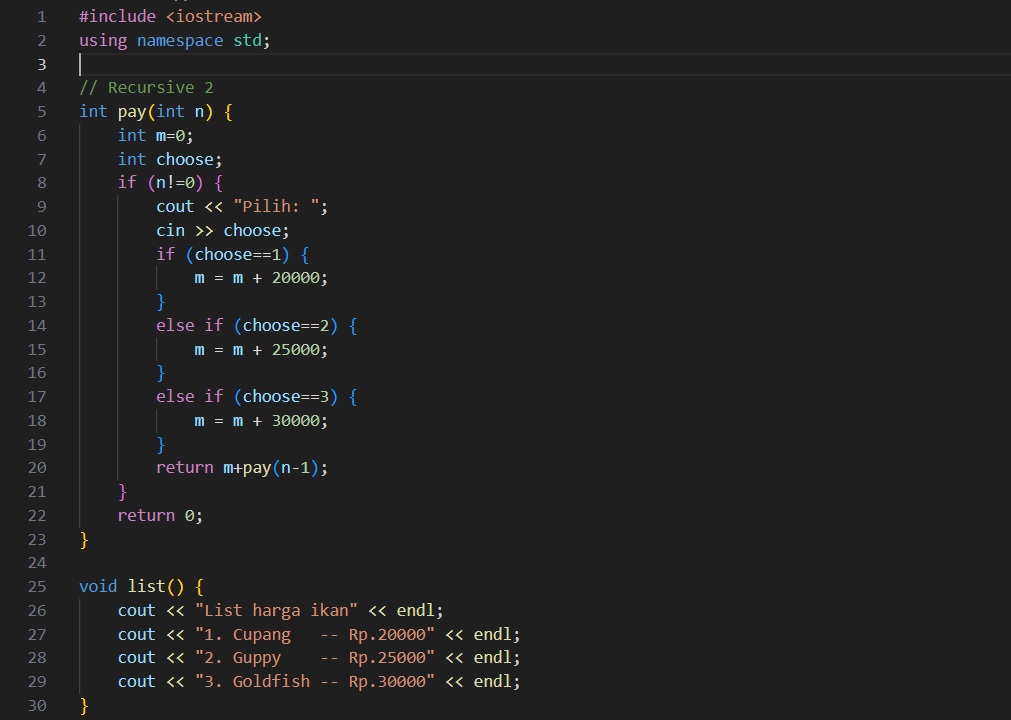 1 #include <iostream>
2 using namespace std;
3
4 // Recursive 2
5 int pay(int n) {
6     int m=0;
7     int choose;
8     if (n!=0) {
9         cout << "Pilih: ";
10         cin >> choose;
11         if (choose==1) {
12             m = m + 20000;
13         }
14         else if (choose==2) {
15             m = m + 25000;
16         }
17         else if (choose==3) {
18             m = m + 30000;
19         }
20         return m+pay(n-1);
21     }
22     return 0;
23 }
24
25 void list() {
26     cout << "List harga ikan" << endl;
27     cout << "1. Cupang   -- Rp.20000" << endl;
28     cout << "2. Guppy    -- Rp.25000" << endl;
29     cout << "3. Goldfish -- Rp.30000" << endl;
30 }